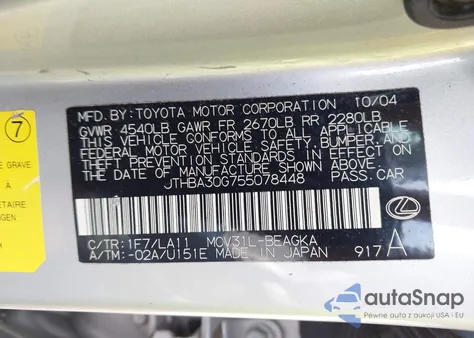 MFD. BY: TOYOTA MOTOR CORPORATION 10/04
GVWR 4540LB GAWR FR 2670LB RR 2280LB
THIS VEHICLE CONFORMS TO ALL APPLICABLE
FEDERAL MOTOR VEHICLE SAFETY, BUMPER, AND
THEFT PREVENTION STANDARDS IN EFFECT ON
THE DATE OF MANUFACTURE SHOWN ABOVE.
JTHBA30G755078448 PASS. CAR
C/TR: 1F7/LA11 MCV31L-BEAGKA
A/TM: -02A/U151E MADE IN JAPAN 917 A
7
E GRAVE
autoSnap
Pewne auta z aukcji USA i EU